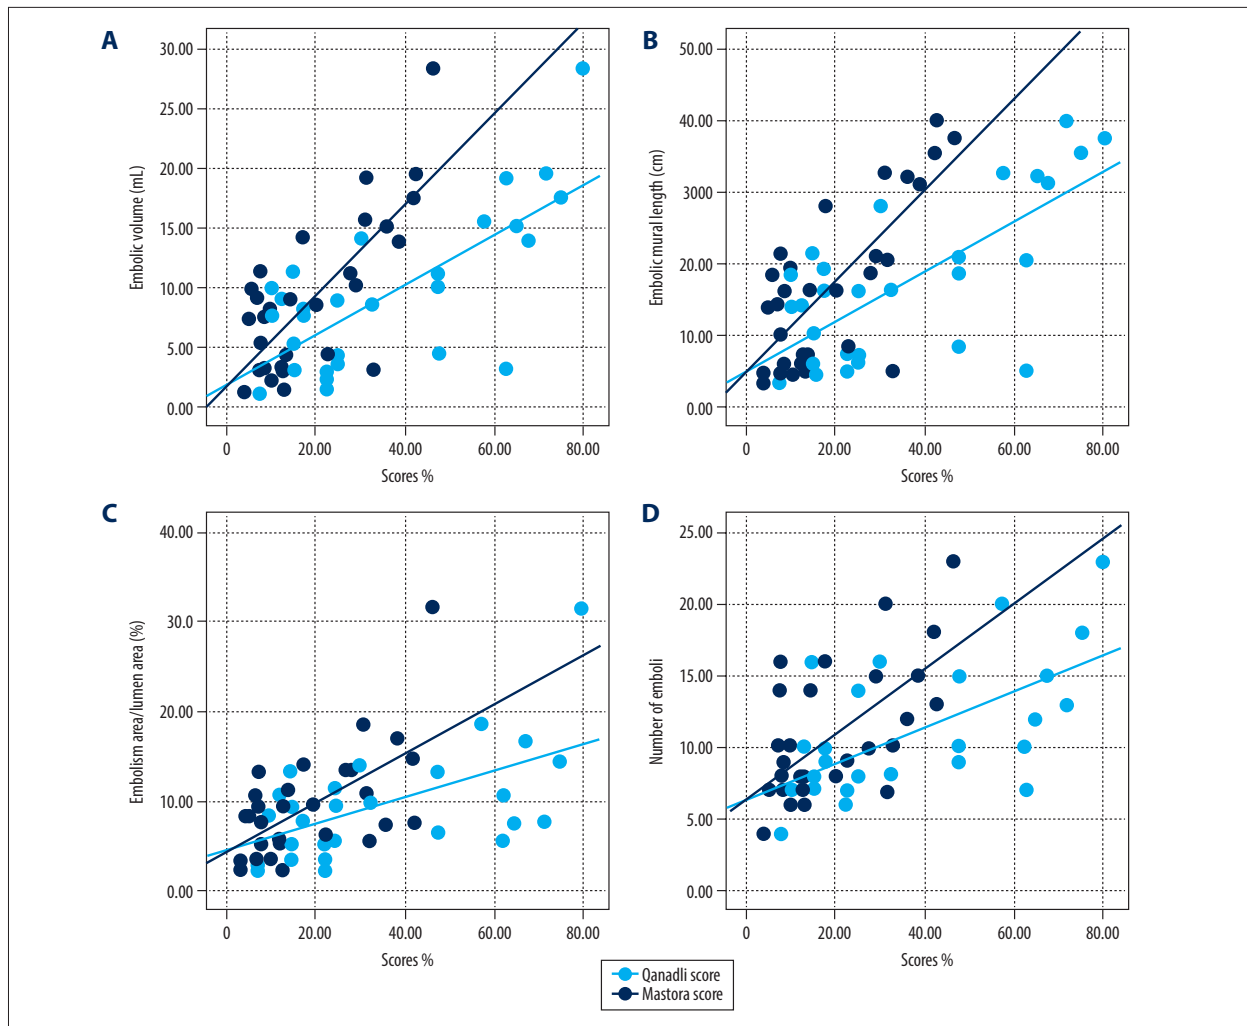 A
30.00
25.00
20.00
15.00
10.00
5.00
0.00
Embolic volume (mL)
0 20.00 40.00 60.00 80.00
Scores %
B
50.00
40.00
3000
20.00
10.00
0.00
Embolic mural length (cm)
0 20.00 40.00 60.00 80.00
Scores %
C
40.00
30.0
20.00
10.00
0.00
Embolism area/lumen area (%)
0 20.00 40.00 60.00 80.00
Scores %
D
25.00
20.00
15.00
10.00
5.00
0.00
Number of emboli
0 20.00 40.00 60.00 80.00
Scores %
Qanadli score
Mastora score